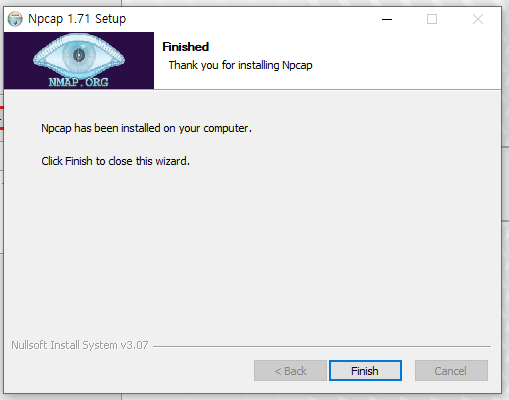 Npcap 1.71 Setup
Finished
Thank you for installing Npcap
NMAP.ORG
Npcap has been installed on your computer.
Click Finish to close this wizard.
Nullsoft Install System v3.07
< Back
Finish
Cancel